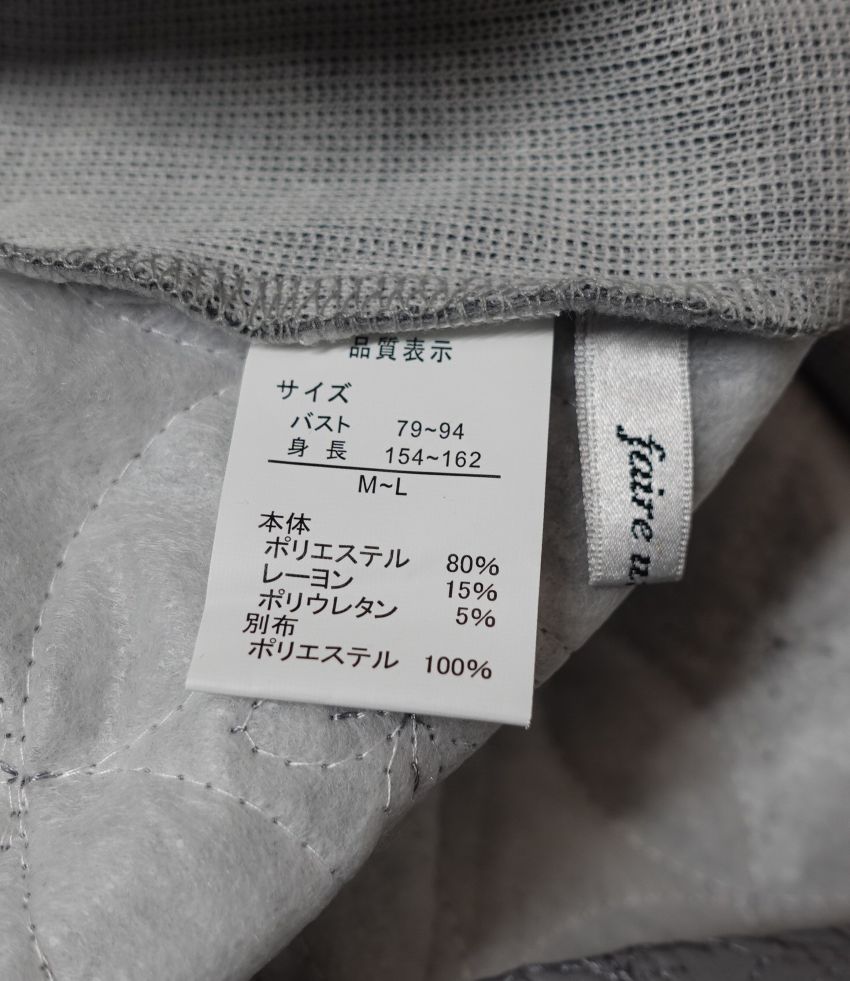 品質表示
サイズ
バスト 79~94
身長 154~162
M~L
本体
ポリエステル 80%
レーヨン 15%
ポリウレタン 5%
別布
ポリエステル 100%
faire